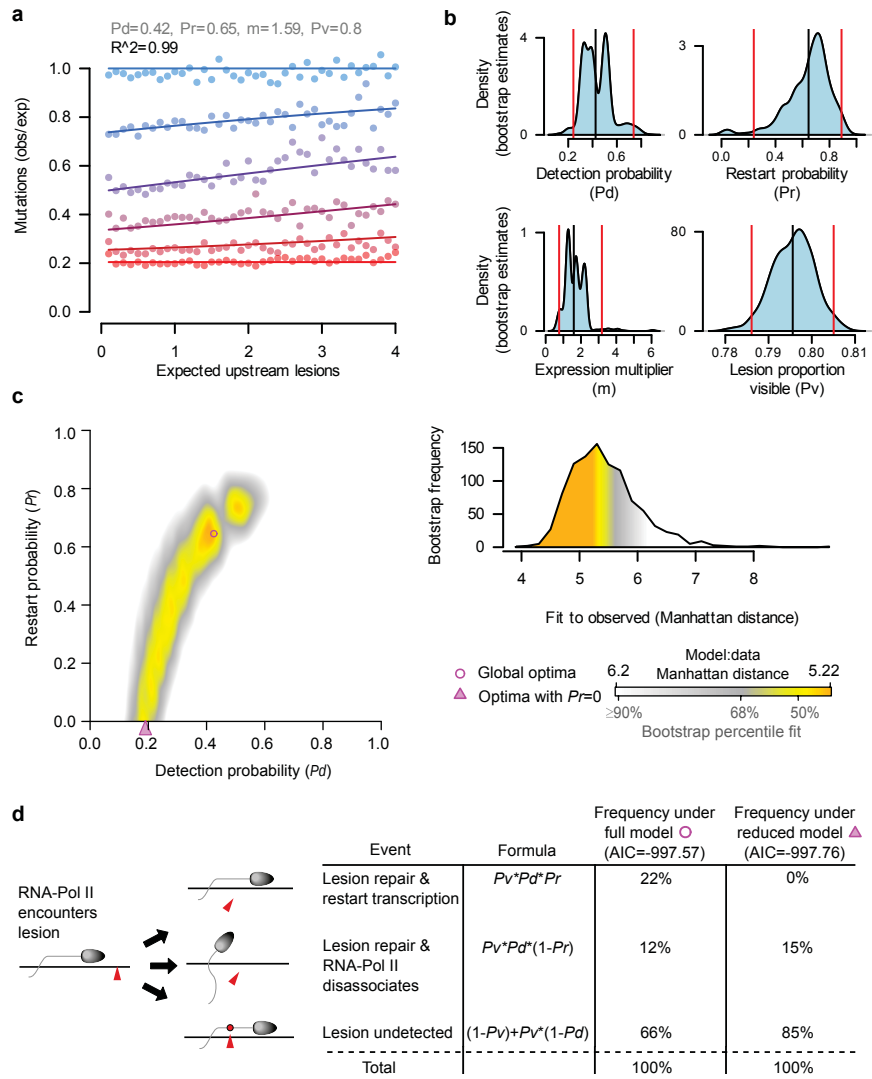 a
Pd=0.42, Pr=0.65, m=1.59, Pv=0.8
R^2=0.99
Mutations (obs/exp)
1.0
0.8
0.6
0.4
0.2
0.0
0 1 2 3 4
Expected upstream lesions
b
Density
(bootstrap estimates)
4
0
0.2 0.6
Detection probability
(Pd)
3
0
0.0 0.4 0.8
Restart probability
(Pr)
Density
(bootstrap estimates)
1
0
0 2 4 6
Expression multiplier
(m)
80
0
0.78 0.79 0.80 0.81
Lesion proportion
visible (Pv)
c
Restart probability (Pr)
1.0
0.8
0.6
0.4
0.2
0.0
0.0 0.2 0.4 0.6 0.8 1.0
Detection probability (Pd)
Bootstrap frequency
150
100
50
0
4 5 6 7 8
Fit to observed (Manhattan distance)
Global optima
Optima with Pr=0
Model:data
6.2 Manhattan distance 5.22
≥90% 68% 50%
Bootstrap percentile fit
d
RNA-Pol II
encounters
lesion
Event Formula Frequency under
full model
(AIC=-997.57) Frequency under
reduced model
(AIC=-997.76)
Lesion repair &
restart transcription Pv*Pd*Pr 22% 0%
Lesion repair &
RNA-Pol II
disassociates Pv*Pd*(1-Pr) 12% 15%
Lesion undetected (1-Pv)+Pv*(1-Pd) 66% 85%
Total 100% 100%